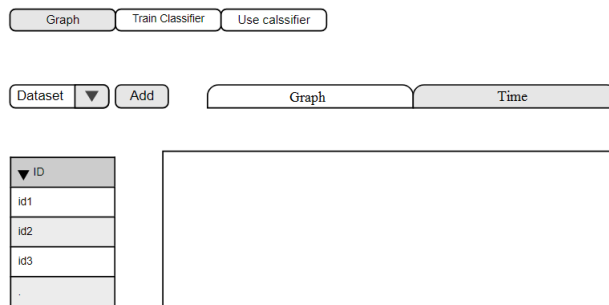 Graph Train Classifier Use calssifier
Dataset Add Graph Time
ID
id1
id2
id3
.